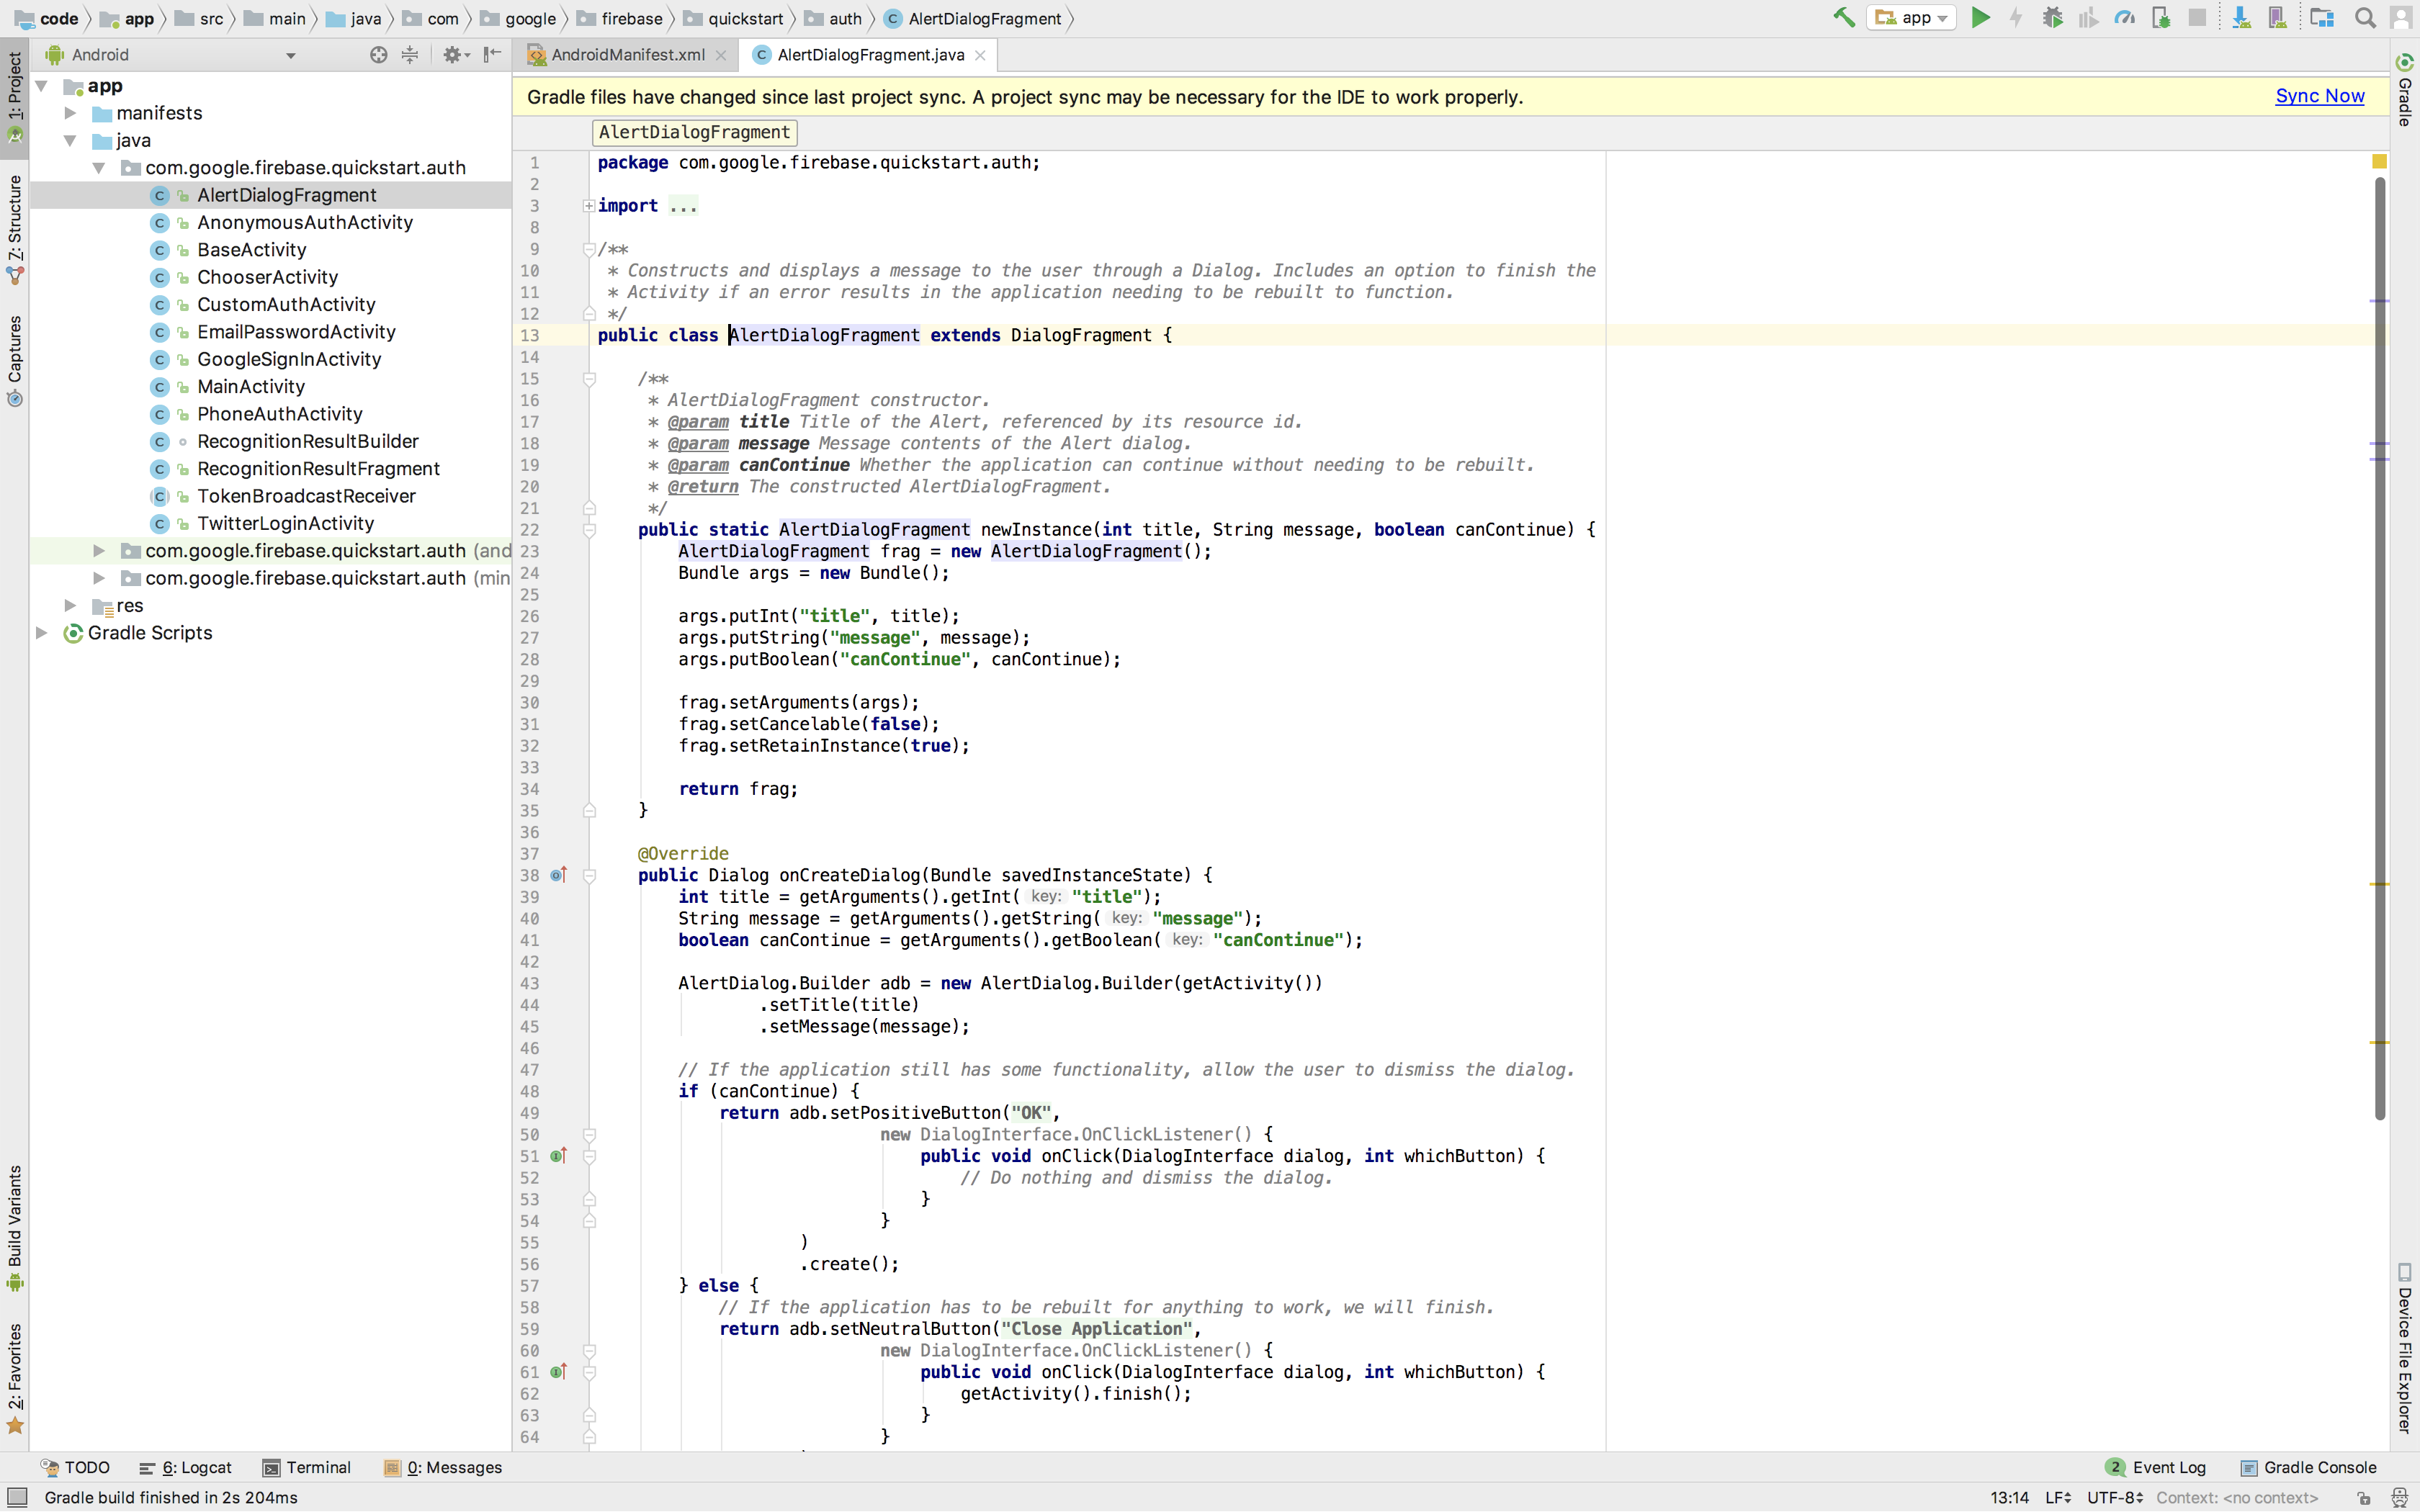 code app src main java com google firebase quickstart auth AlertDialogFragment
app
Android
AndroidManifest.xml
AlertDialogFragment.java
Gradle files have changed since last project sync. A project sync may be necessary for the IDE to work properly.
Sync Now
AlertDialogFragment
1: Project
7: Structure
Captures
Build Variants
2: Favorites
app
manifests
java
com.google.firebase.quickstart.auth
AlertDialogFragment
AnonymousAuthActivity
BaseActivity
ChooserActivity
CustomAuthActivity
EmailPasswordActivity
GoogleSignInActivity
MainActivity
PhoneAuthActivity
RecognitionResultBuilder
RecognitionResultFragment
TokenBroadcastReceiver
TwitterLoginActivity
com.google.firebase.quickstart.auth (and
com.google.firebase.quickstart.auth (min
res
Gradle Scripts
1 package com.google.firebase.quickstart.auth;
2
3 import ...
8
9 /**
10 * Constructs and displays a message to the user through a Dialog. Includes an option to finish the
11 * Activity if an error results in the application needing to be rebuilt to function.
12 */
13 public class AlertDialogFragment extends DialogFragment {
14
15 /**
16 * AlertDialogFragment constructor.
17 * @param title Title of the Alert, referenced by its resource id.
18 * @param message Message contents of the Alert dialog.
19 * @param canContinue Whether the application can continue without needing to be rebuilt.
20 * @return The constructed AlertDialogFragment.
21 */
22 public static AlertDialogFragment newInstance(int title, String message, boolean canContinue) {
23 AlertDialogFragment frag = new AlertDialogFragment();
24 Bundle args = new Bundle();
25
26 args.putInt("title", title);
27 args.putString("message", message);
28 args.putBoolean("canContinue", canContinue);
29
30 frag.setArguments(args);
31 frag.setCancelable(false);
32 frag.setRetainInstance(true);
33
34 return frag;
35 }
36
37 @Override
38 public Dialog onCreateDialog(Bundle savedInstanceState) {
39 int title = getArguments().getInt( key: "title");
40 String message = getArguments().getString( key: "message");
41 boolean canContinue = getArguments().getBoolean( key: "canContinue");
42
43 AlertDialog.Builder adb = new AlertDialog.Builder(getActivity())
44 .setTitle(title)
45 .setMessage(message);
46
47 // If the application still has some functionality, allow the user to dismiss the dialog.
48 if (canContinue) {
49 return adb.setPositiveButton("OK",
50 new DialogInterface.OnClickListener() {
51 public void onClick(DialogInterface dialog, int whichButton) {
52 // Do nothing and dismiss the dialog.
53 }
54 }
55 )
56 .create();
57 } else {
58 // If the application has to be rebuilt for anything to work, we will finish.
59 return adb.setNeutralButton("Close Application",
60 new DialogInterface.OnClickListener() {
61 public void onClick(DialogInterface dialog, int whichButton) {
62 getActivity().finish();
63 }
64 }
Gradle
Device File Explorer
TODO
6: Logcat
Terminal
0: Messages
2 Event Log
Gradle Console
Gradle build finished in 2s 204ms
13:14 LF UTF-8 Context: <no context>